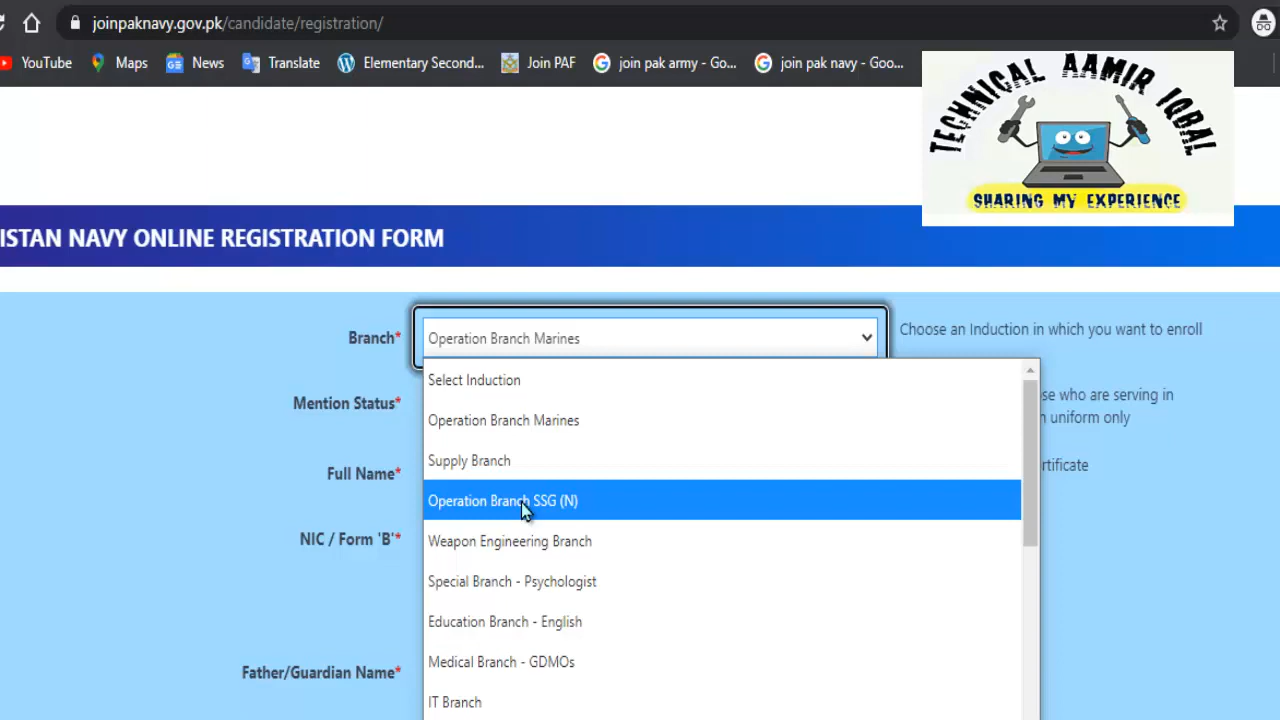 joinpaknavy.gov.pk/candidate/registration/
YouTube Maps News Translate Elementary Second... Join PAF join pak army - Go... join pak navy - Goo...
TECHNICAL AAMIR IQBAL
SHARING MY EXPERIENCE
ISTAN NAVY ONLINE REGISTRATION FORM
Branch* Operation Branch Marines Choose an Induction in which you want to enroll
Select Induction
Mention Status* se who are serving in
uniform only
Operation Branch Marines
Supply Branch
Full Name* rtificate
Operation Branch SSG (N)
NIC / Form 'B'* Weapon Engineering Branch
Special Branch - Psychologist
Education Branch - English
Father/Guardian Name* Medical Branch - GDMOs
IT Branch